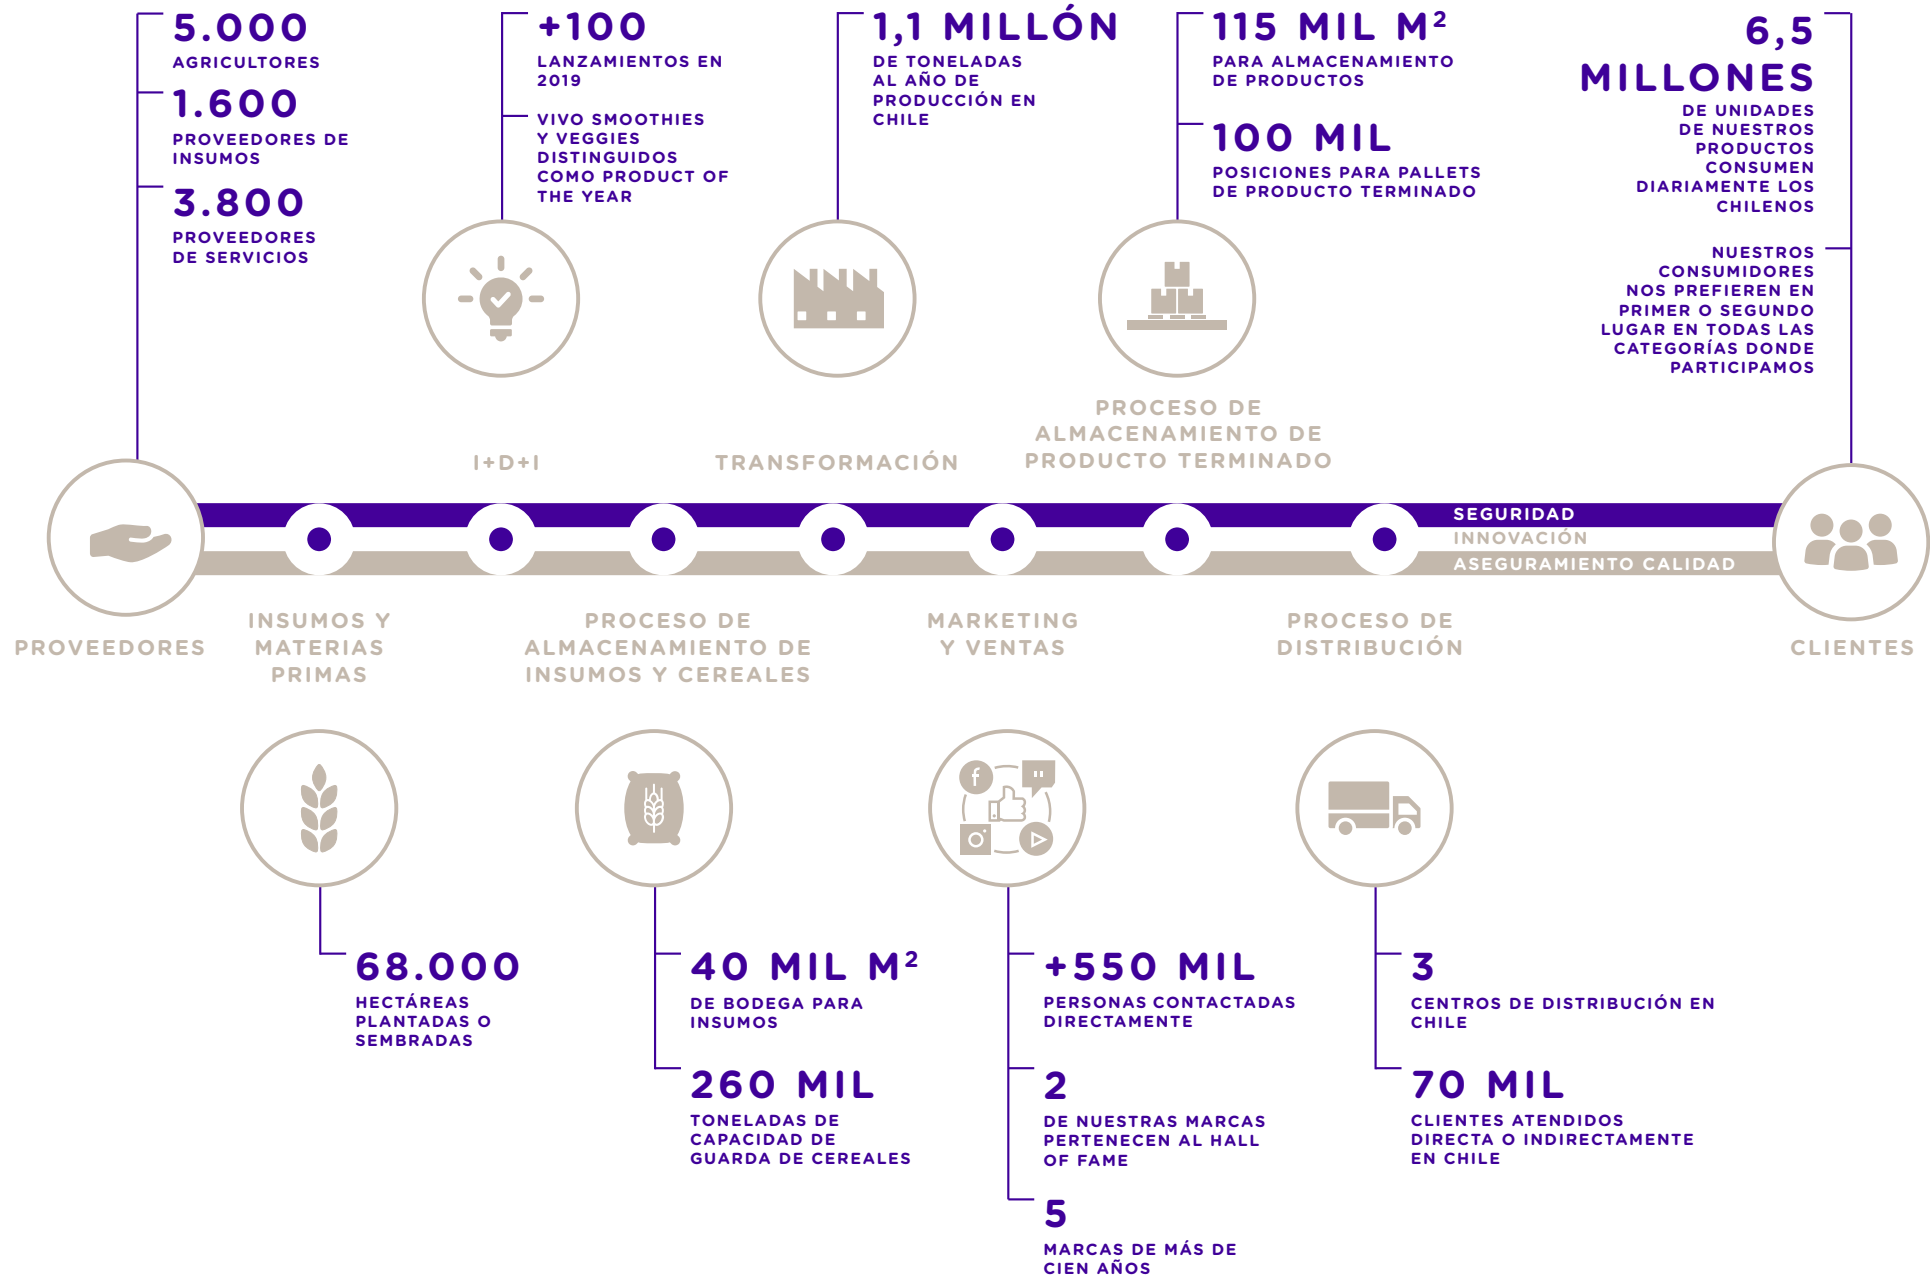 5.000
AGRICULTORES
1.600
PROVEEDORES DE
INSUMOS
3.800
PROVEEDORES
DE SERVICIOS
+100
LANZAMIENTOS EN
2019
VIVO SMOOTHIES
Y VEGGIES
DISTINGUIDOS
COMO PRODUCT OF
THE YEAR
1,1 MILLÓN
DE TONELADAS
AL AÑO DE
PRODUCCIÓN EN
CHILE
115 MIL M²
PARA ALMACENAMIENTO
DE PRODUCTOS
100 MIL
POSICIONES PARA PALLETS
DE PRODUCTO TERMINADO
6,5
MILLONES
DE UNIDADES
DE NUESTROS
PRODUCTOS
CONSUMEN
DIARIAMENTE LOS
CHILENOS
NUESTROS
CONSUMIDORES
NOS PREFIEREN EN
PRIMER O SEGUNDO
LUGAR EN TODAS LAS
CATEGORÍAS DONDE
PARTICIPAMOS
I+D+I
TRANSFORMACIÓN
PROCESO DE
ALMACENAMIENTO DE
PRODUCTO TERMINADO
SEGURIDAD
INNOVACIÓN
ASEGURAMIENTO CALIDAD
PROVEEDORES
INSUMOS Y
MATERIAS
PRIMAS
PROCESO DE
ALMACENAMIENTO DE
INSUMOS Y CEREALES
MARKETING
Y VENTAS
PROCESO DE
DISTRIBUCIÓN
CLIENTES
68.000
HECTÁREAS
PLANTADAS O
SEMBRADAS
40 MIL M²
DE BODEGA PARA
INSUMOS
260 MIL
TONELADAS DE
CAPACIDAD DE
GUARDA DE CEREALES
+550 MIL
PERSONAS CONTACTADAS
DIRECTAMENTE
2
DE NUESTRAS MARCAS
PERTENECEN AL HALL
OF FAME
5
MARCAS DE MÁS DE
CIEN AÑOS
3
CENTROS DE DISTRIBUCIÓN EN
CHILE
70 MIL
CLIENTES ATENDIDOS
DIRECTA O INDIRECTAMENTE
EN CHILE